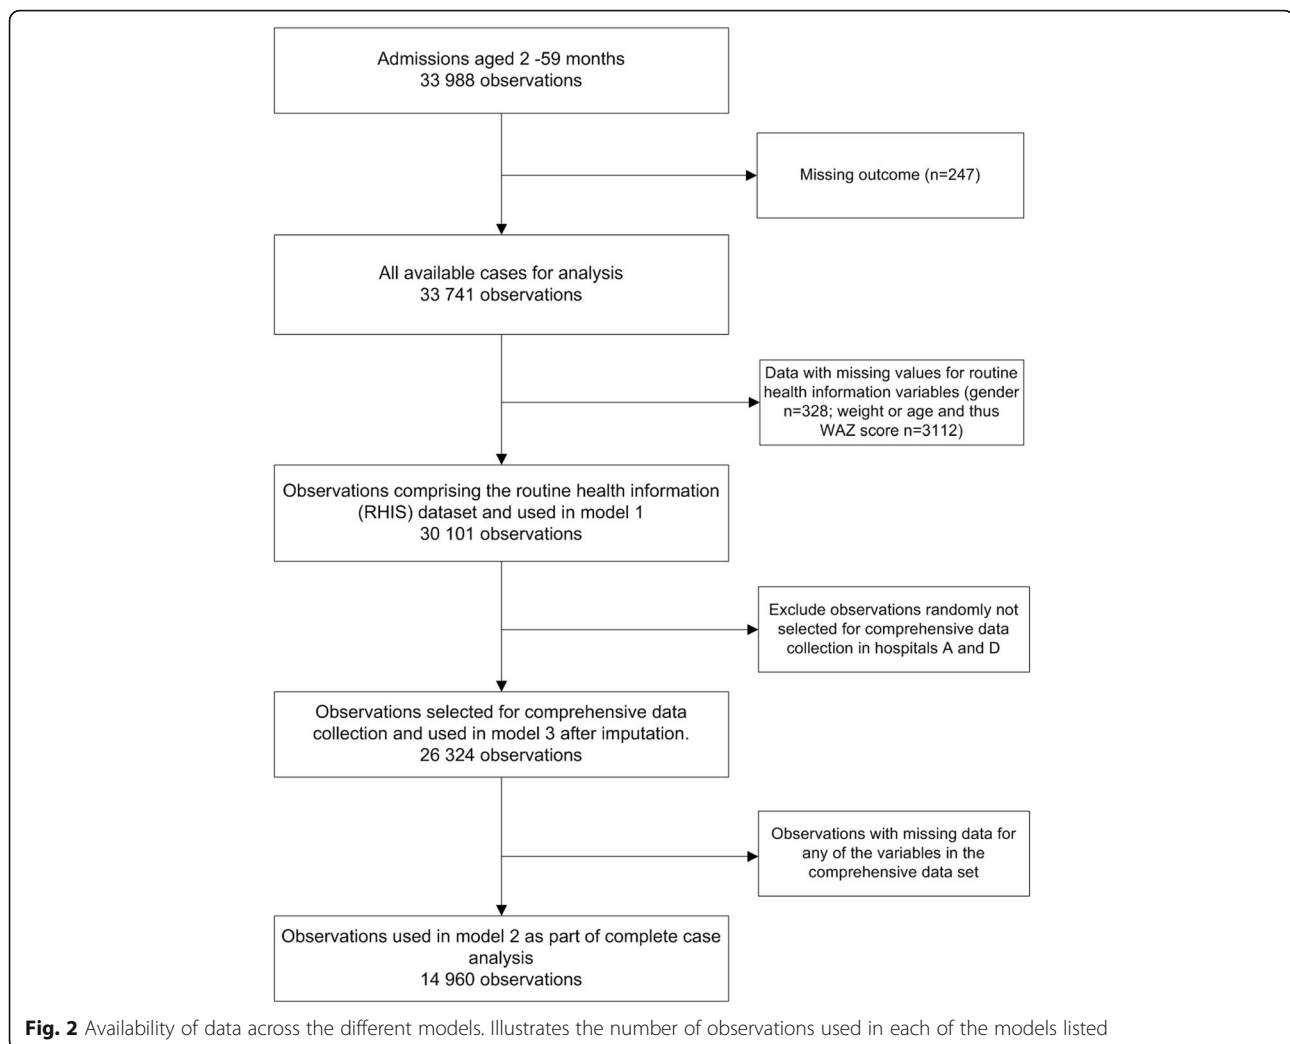 Admissions aged 2 -59 months
33 988 observations
Missing outcome (n=247)
All available cases for analysis
33 741 observations
Data with missing values for routine
health information variables (gender
n=328; weight or age and thus
WAZ score n=3112)
Observations comprising the routine health information
(RHIS) dataset and used in model 1
30 101 observations
Exclude observations randomly not
selected for comprehensive data
collection in hospitals A and D
Observations selected for comprehensive data
collection and used in model 3 after imputation.
26 324 observations
Observations with missing data for
any of the variables in the
comprehensive data set
Observations used in model 2 as part of complete case
analysis
14 960 observations
Fig. 2 Availability of data across the different models. Illustrates the number of observations used in each of the models listed